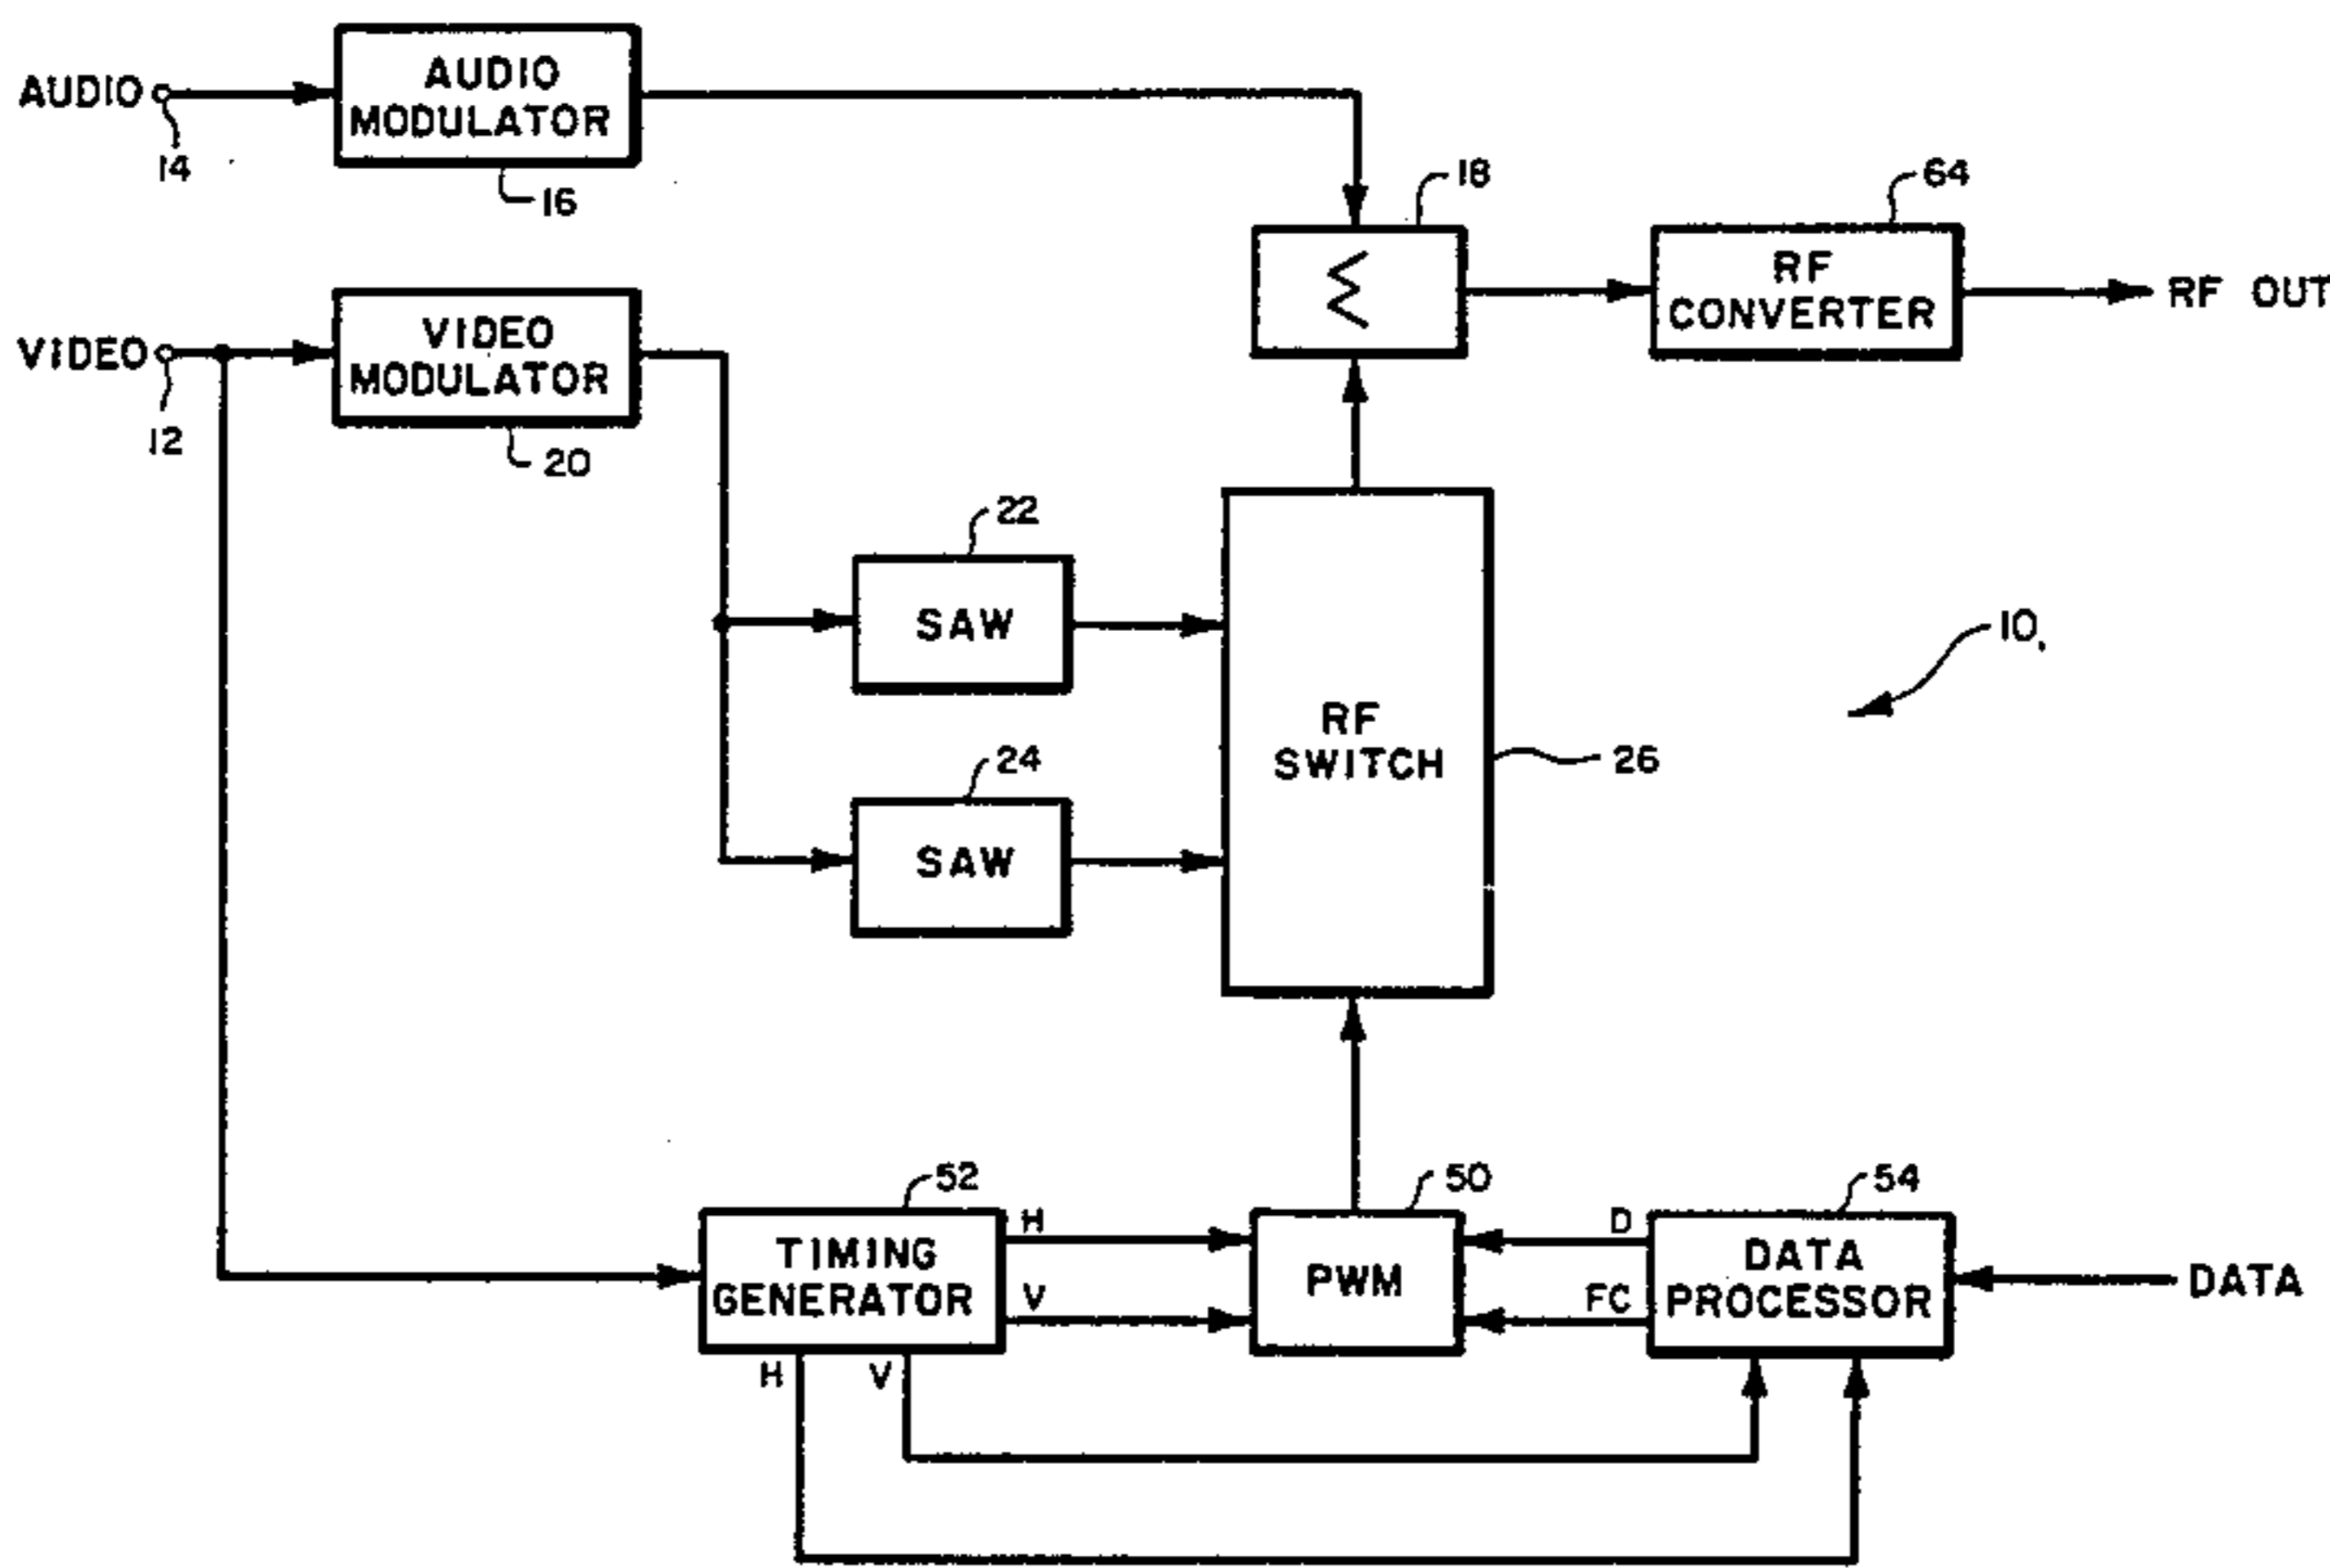 AUDIO
14
AUDIO
MODULATOR
16
18
64
Σ
RF
CONVERTER
RF OUT
VIDEO
12
VIDEO
MODULATOR
20
22
SAW
24
SAW
RF
SWITCH
26
10.
52
TIMING
GENERATOR
H
V
H
V
50
PWM
D
FC
54
DATA
PROCESSOR
DATA